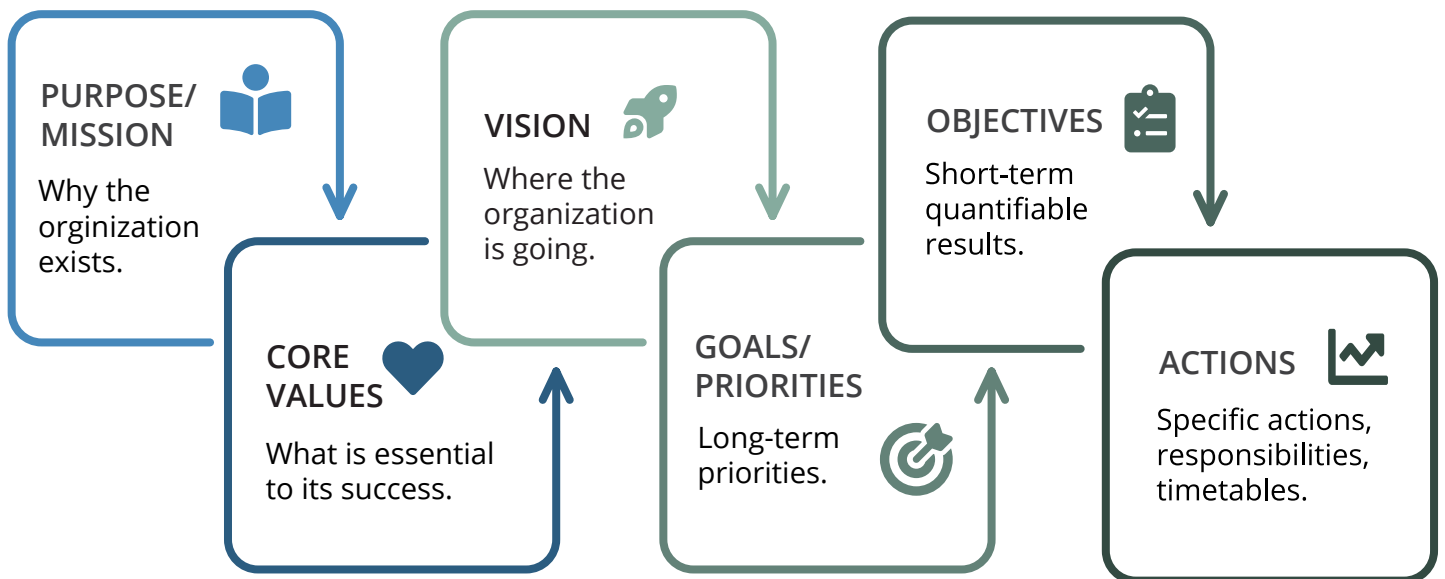 PURPOSE/
MISSION
Why the
orginization
exists.
CORE
VALUES
What is essential
to its success.
VISION
Where the
organization
is going.
GOALS/
PRIORITIES
Long-term
priorities.
OBJECTIVES
Short-term
quantifiable
results.
ACTIONS
Specific actions,
responsibilities,
timetables.